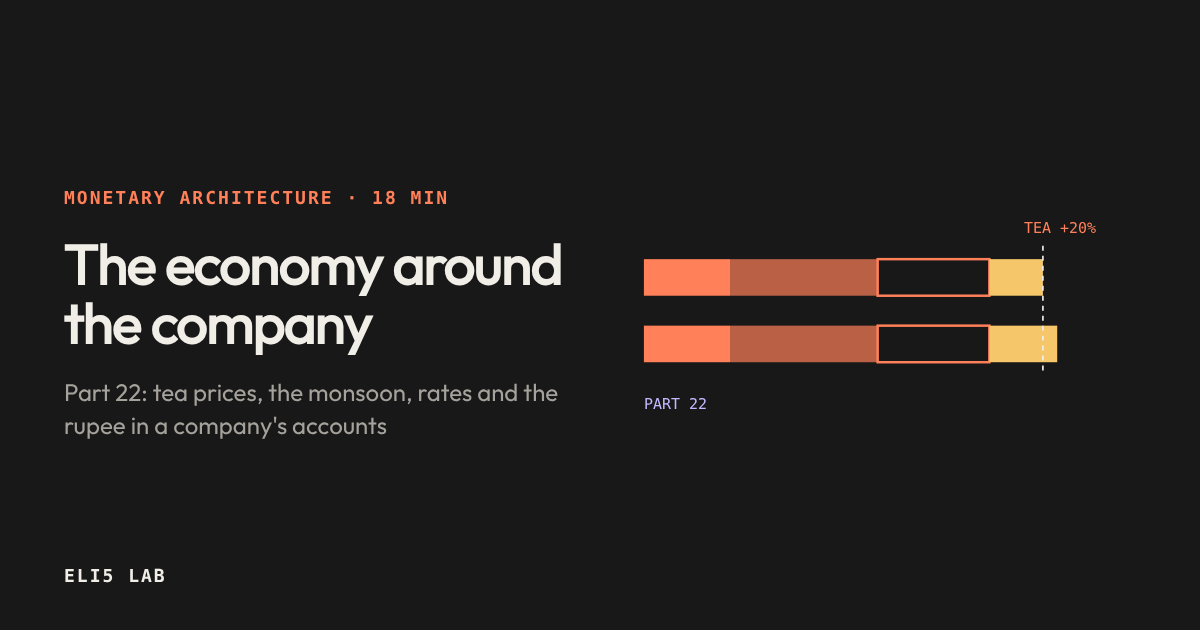 MONETARY ARCHITECTURE · 18 MIN
The economy around
the company
Part 22: tea prices, the monsoon, rates and the
rupee in a company's accounts
TEA +20%
PART 22
ELI5 LAB